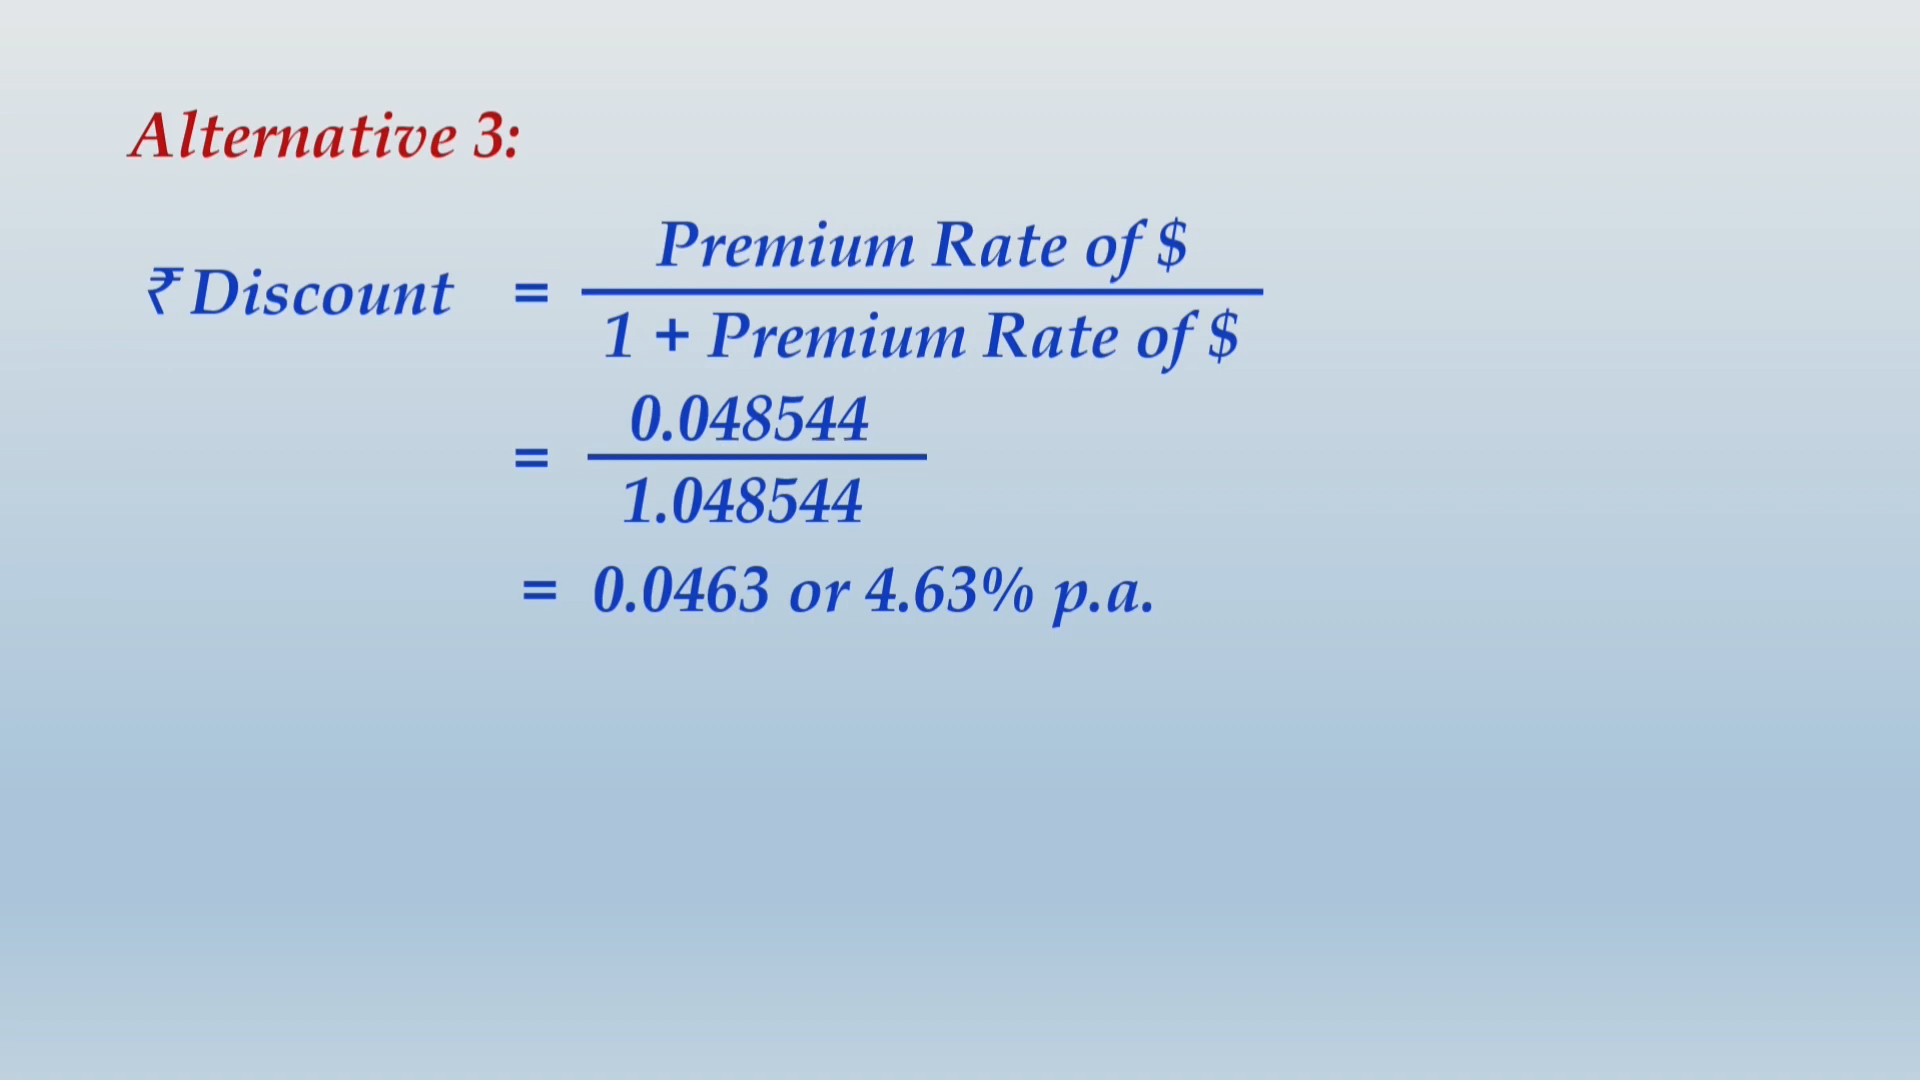 Alternative 3:
Premium Rate of $
₹ Discount =
1 + Premium Rate of $
0.048544
=
1.048544
= 0.0463 or 4.63% p.a.